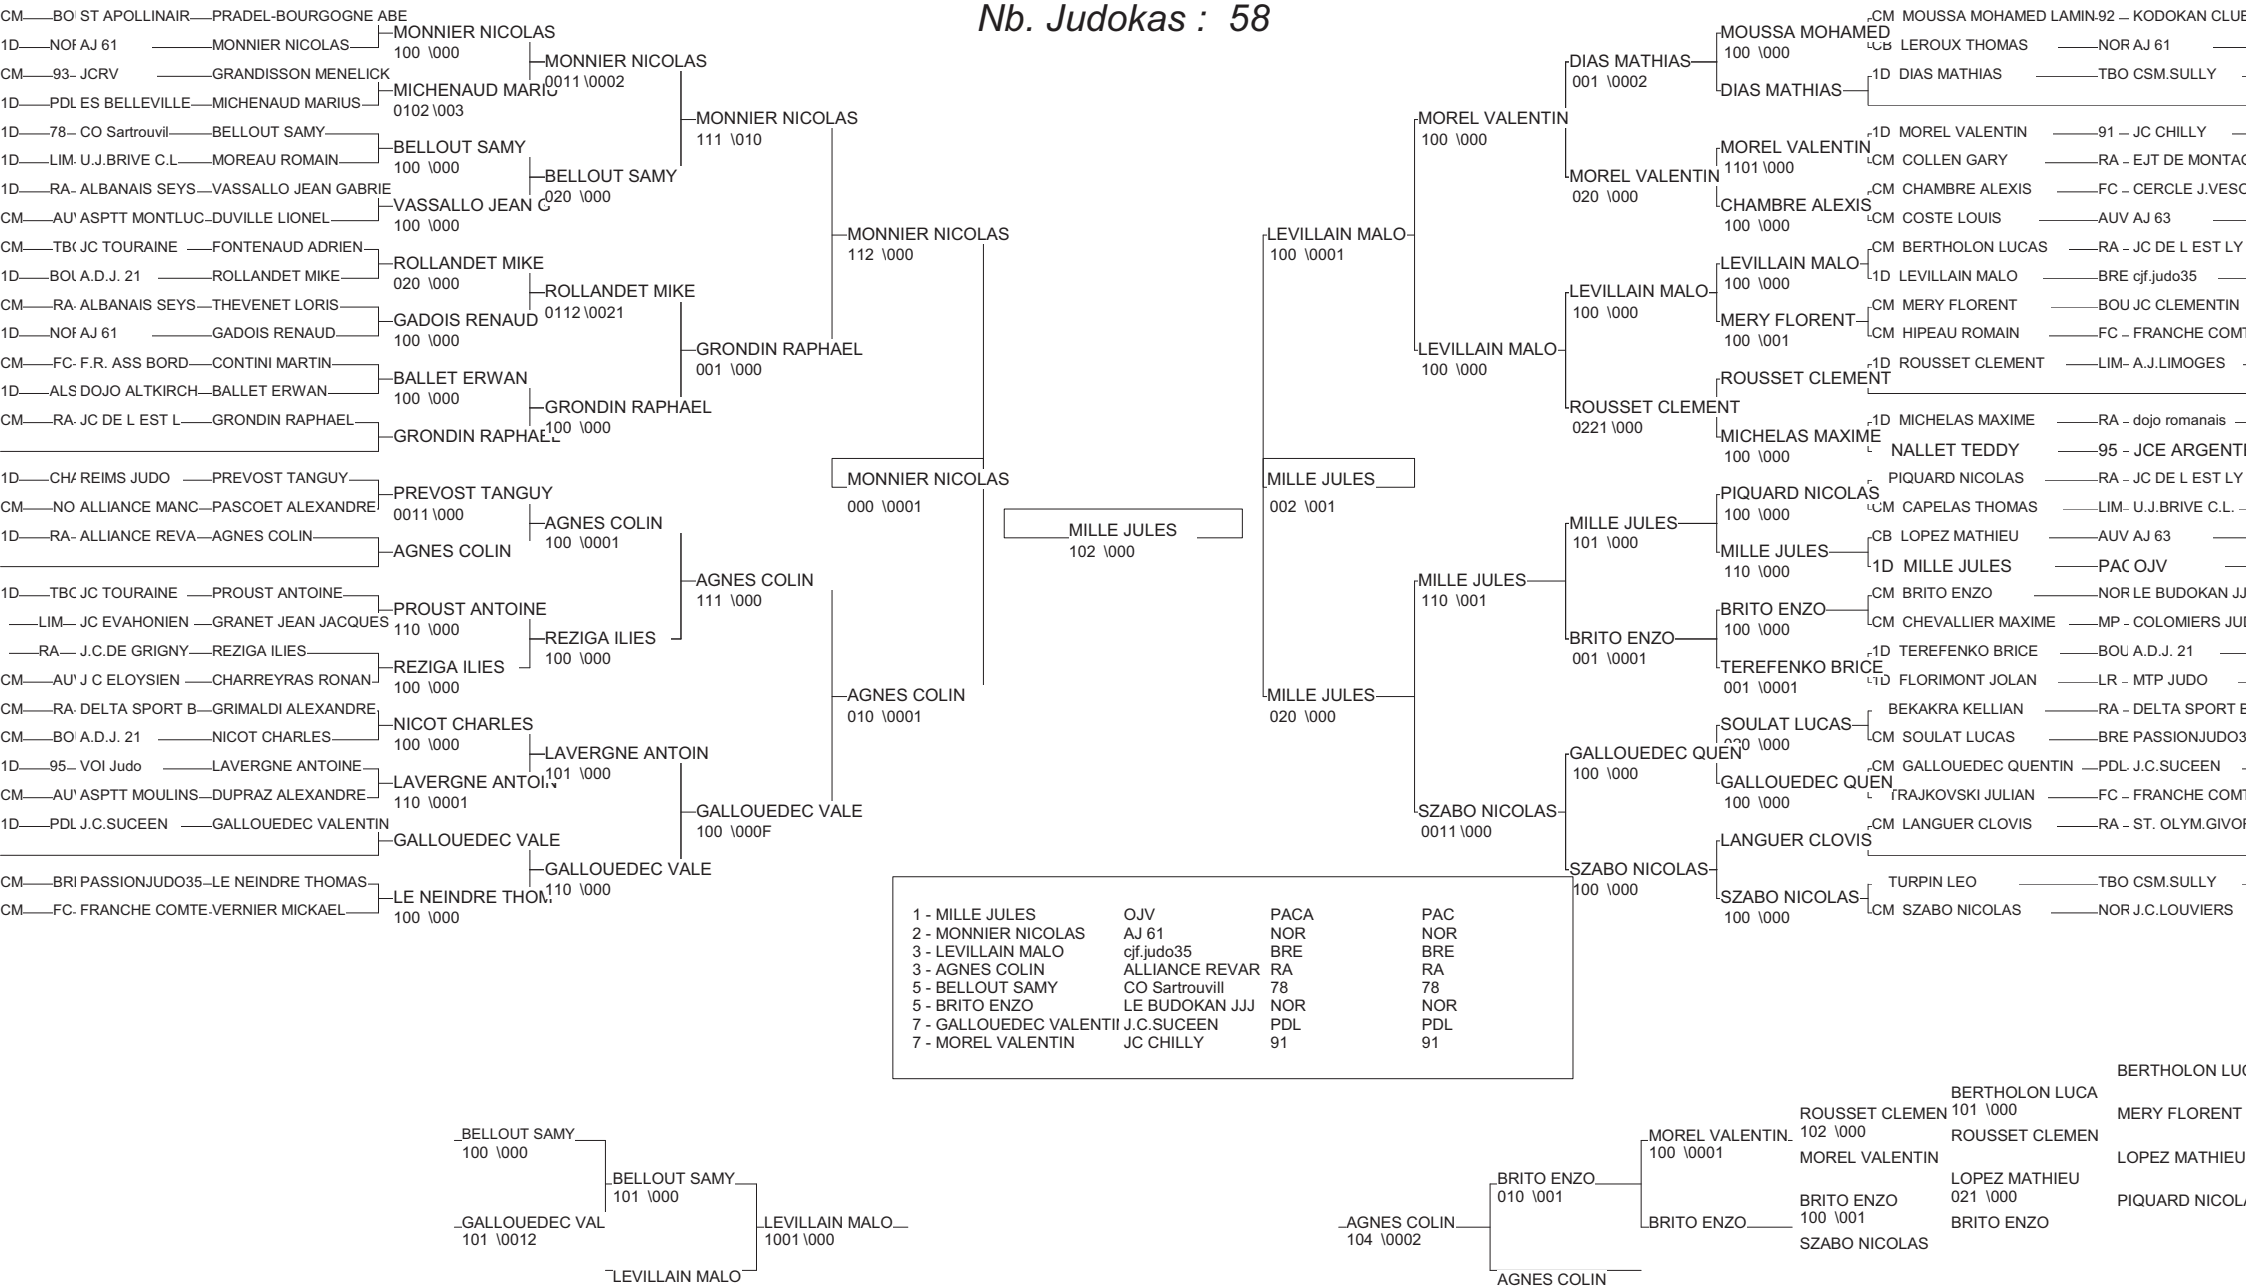 Nb. Judokas : 58
CM BO ST APOLLINAIR PRADEL-BOURGOGNE ABE
1D NOR AJ 61 MONNIER NICOLAS
CM 93 JCRV GRANDISSON MENELICK
1D PDL ES BELLEVILLE MICHENAUD MARIUS
1D 78 CO Sartrouvil BELLOUT SAMY
1D LIM U.J.BRIVE C.L MOREAU ROMAIN
1D RA ALBANAIS SEYS VASSALLO JEAN GABRIE
CM AUV ASPTT MONTLUC DUVILLE LIONEL
CM TBO JC TOURAINE FONTENAUD ADRIEN
1D BOU A.D.J. 21 ROLLANDET MIKE
CM RA ALBANAIS SEYS THEVENET LORIS
1D NOR AJ 61 GADOIS RENAUD
CM FC F.R. ASS BORD CONTINI MARTIN
1D ALS DOJO ALTKIRCH BALLET ERWAN
CM RA JC DE L EST L GRONDIN RAPHAEL
1D CHA REIMS JUDO PREVOST TANGUY
CM NO ALLIANCE MANC PASCOET ALEXANDRE
1D RA ALLIANCE REVA AGNES COLIN
1D TBO JC TOURAINE PROUST ANTOINE
LIM JC EVAHONIEN GRANET JEAN JACQUES
RA J.C.DE GRIGNY REZIGA ILIES
CM AUV J C ELOYSIEN CHARREYRAS RONAN
CM RA DELTA SPORT B GRIMALDI ALEXANDRE
CM BO A.D.J. 21 NICOT CHARLES
1D 95 VOI Judo LAVERGNE ANTOINE
CM AUV ASPTT MOULINS DUPRAZ ALEXANDRE
1D PDL J.C.SUCEEN GALLOUEDEC VALENTIN
CM BRE PASSIONJUDO35 LE NEINDRE THOMAS
CM FC FRANCHE COMTE VERNIER MICKAEL
MONNIER NICOLAS
100 \000
MICHENAUD MARIU
0102 \003
BELLOUT SAMY
100 \000
VASSALLO JEAN G
100 \000
ROLLANDET MIKE
020 \000
GADOIS RENAUD
100 \000
BALLET ERWAN
100 \000
GRONDIN RAPHAEL
PREVOST TANGUY
0011 \000
AGNES COLIN
PROUST ANTOINE
110 \000
REZIGA ILIES
100 \000
NICOT CHARLES
100 \000
LAVERGNE ANTOIN
110 \0001
GALLOUEDEC VALE
LE NEINDRE THOM
100 \000
MONNIER NICOLAS
0011 \0002
BELLOUT SAMY
020 \000
ROLLANDET MIKE
0112 \0021
GRONDIN RAPHAEL
100 \000
AGNES COLIN
100 \0001
REZIGA ILIES
100 \000
LAVERGNE ANTOIN
101 \000
GALLOUEDEC VALE
110 \000
MONNIER NICOLAS
111 \010
GRONDIN RAPHAEL
001 \000
AGNES COLIN
111 \000
GALLOUEDEC VALE
100 \000F
MONNIER NICOLAS
112 \000
AGNES COLIN
010 \0001
MONNIER NICOLAS
000 \0001
MILLE JULES
102 \000
MILLE JULES
002 \001
LEVILLAIN MALO
100 \0001
MILLE JULES
020 \000
MOREL VALENTIN
100 \000
LEVILLAIN MALO
100 \000
MILLE JULES
110 \001
SZABO NICOLAS
0011 \000
DIAS MATHIAS
001 \0002
MOREL VALENTIN
020 \000
LEVILLAIN MALO
100 \000
ROUSSET CLEMENT
0221 \000
MILLE JULES
101 \000
BRITO ENZO
001 \0001
GALLOUEDEC QUEN
100 \000
SZABO NICOLAS
100 \000
MOUSSA MOHAMED
100 \000
DIAS MATHIAS
MOREL VALENTIN
1101 \000
CHAMBRE ALEXIS
100 \000
LEVILLAIN MALO
100 \000
MERY FLORENT
100 \001
ROUSSET CLEMENT
MICHELAS MAXIME
100 \000
PIQUARD NICOLAS
100 \000
MILLE JULES
110 \000
BRITO ENZO
100 \000
TEREFENKO BRICE
001 \0001
SOULAT LUCAS
\000
GALLOUEDEC QUEN
100 \000
LANGUER CLOVIS
SZABO NICOLAS
100 \000
CM MOUSSA MOHAMED LAMIN 92 KODOKAN CLUB
CB LEROUX THOMAS NOR AJ 61
1D DIAS MATHIAS TBO CSM.SULLY
1D MOREL VALENTIN 91 JC CHILLY
CM COLLEN GARY RA EJT DE MONTAG
CM CHAMBRE ALEXIS FC CERCLE J.VESO
CM COSTE LOUIS AUV AJ 63
CM BERTHOLON LUCAS RA JC DE L EST LY
1D LEVILLAIN MALO BRE cjf.judo35
CM MERY FLORENT BOU JC CLEMENTIN
CM HIPEAU ROMAIN FC FRANCHE COMT
1D ROUSSET CLEMENT LIM A.J.LIMOGES
1D MICHELAS MAXIME RA dojo romanais
NALLET TEDDY 95 JCE ARGENTE
PIQUARD NICOLAS RA JC DE L EST LY
CM CAPELAS THOMAS LIM U.J.BRIVE C.L.
CB LOPEZ MATHIEU AUV AJ 63
1D MILLE JULES PAC OJV
CM BRITO ENZO NOR LE BUDOKAN JJ
CM CHEVALLIER MAXIME MP COLOMIERS JUD
1D TEREFENKO BRICE BOU A.D.J. 21
1D FLORIMONT JOLAN LR MTP JUDO
BEKAKRA KELLIAN RA DELTA SPORT B
CM SOULAT LUCAS BRE PASSIONJUDO3
CM GALLOUEDEC QUENTIN PDL J.C.SUCEEN
TRAJKOVSKI JULIAN FC FRANCHE COMT
CM LANGUER CLOVIS RA ST. OLYM.GIVOR
TURPIN LEO TBO CSM.SULLY
CM SZABO NICOLAS NOR J.C.LOUVIERS
1 - MILLE JULES OJV PACA PAC
2 - MONNIER NICOLAS AJ 61 NOR NOR
3 - LEVILLAIN MALO cjf.judo35 BRE BRE
3 - AGNES COLIN ALLIANCE REVAR RA RA
5 - BELLOUT SAMY CO Sartrouvill 78 78
5 - BRITO ENZO LE BUDOKAN JJJ NOR NOR
7 - GALLOUEDEC VALENTIN J.C.SUCEEN PDL PDL
7 - MOREL VALENTIN JC CHILLY 91 91
BELLOUT SAMY
100 \000
GALLOUEDEC VAL
101 \0012
BELLOUT SAMY
101 \000
LEVILLAIN MALO
LEVILLAIN MALO
1001 \000
AGNES COLIN
104 \0002
BRITO ENZO
010 \001
AGNES COLIN
MOREL VALENTIN
100 \0001
BRITO ENZO
ROUSSET CLEMEN
102 \000
MOREL VALENTIN
BRITO ENZO
100 \001
SZABO NICOLAS
BERTHOLON LUCA
101 \000
ROUSSET CLEMEN
LOPEZ MATHIEU
021 \000
BRITO ENZO
BERTHOLON LUC
MERY FLORENT
LOPEZ MATHIEU
PIQUARD NICOLA